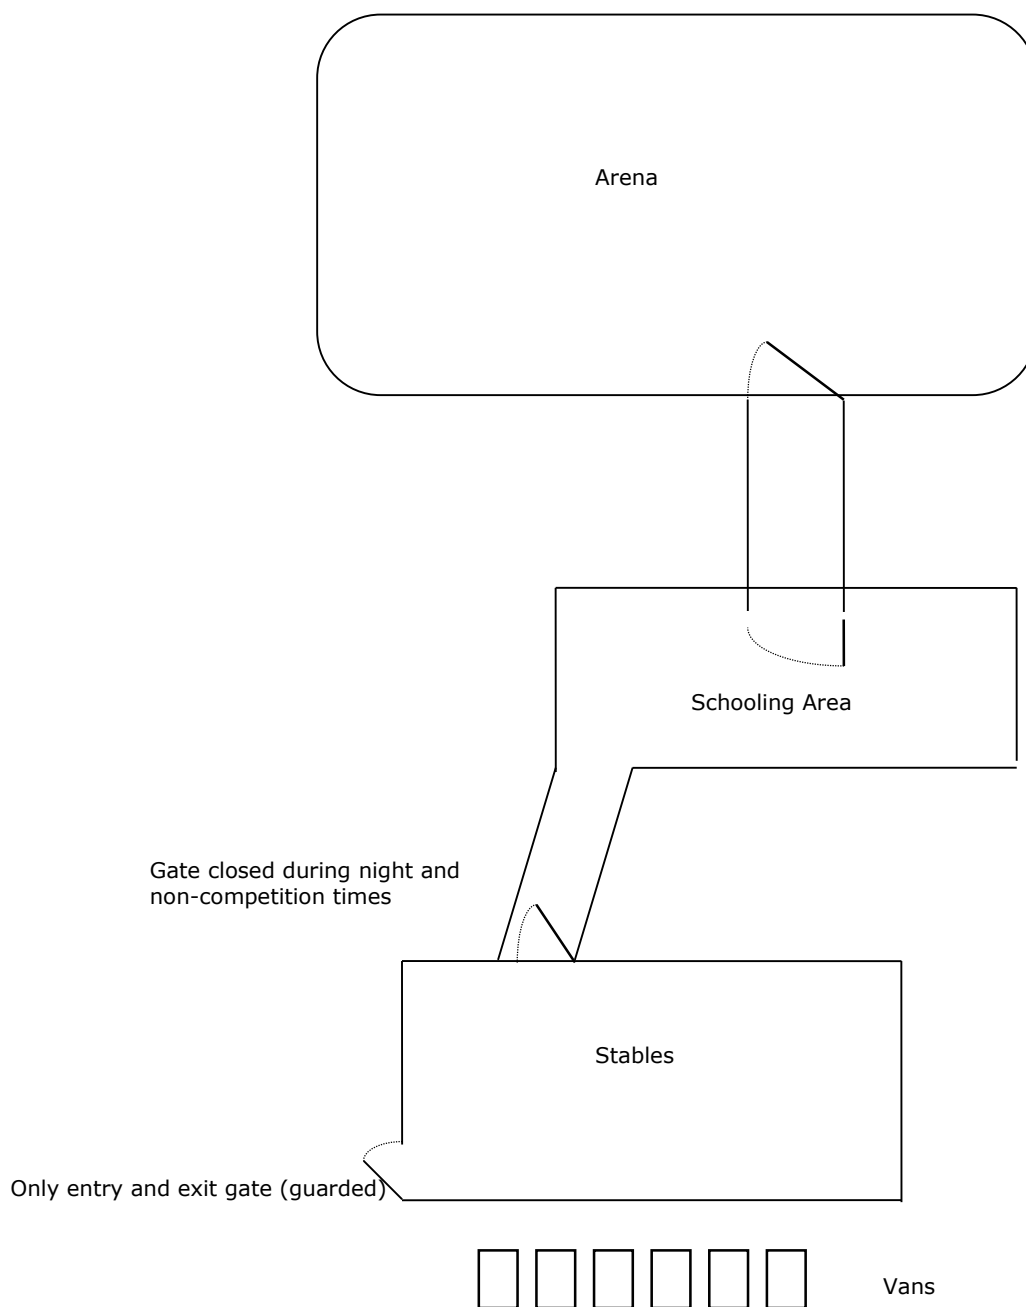 Arena
Schooling Area
Gate closed during night and
non-competition times
Stables
Only entry and exit gate (guarded)
Vans